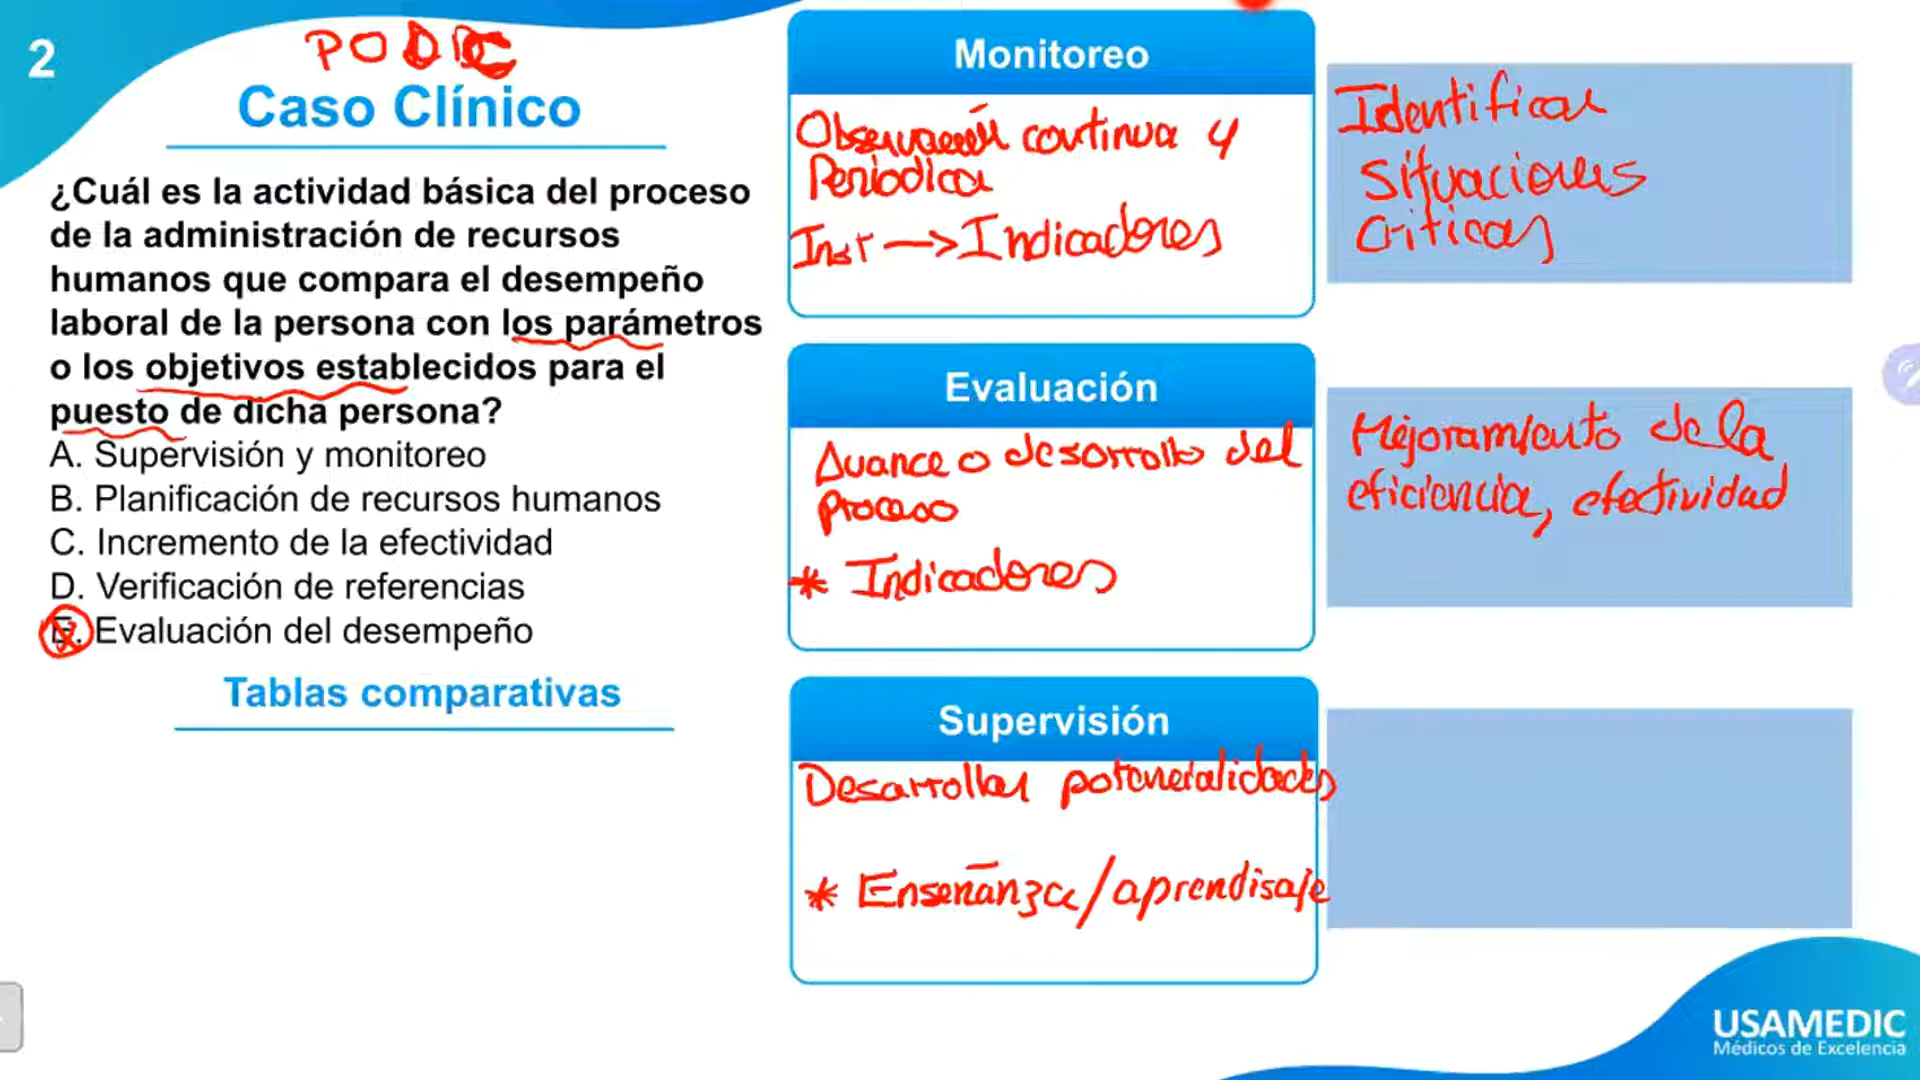 2
Caso Clínico
¿Cuál es la actividad básica del proceso
de la administración de recursos
humanos que compara el desempeño
laboral de la persona con los parámetros
o los objetivos establecidos para el
puesto de dicha persona?
A. Supervisión y monitoreo
B. Planificación de recursos humanos
C. Incremento de la efectividad
D. Verificación de referencias
E. Evaluación del desempeño
Tablas comparativas
Monitoreo
Observación continua y
Periodica
Inst → Indicadores
Identificar
Situaciones
Criticas
Evaluación
Avance o desarrollo del
proceso
* Indicadores
Mejoramiento de la
eficiencia, efectividad
Supervisión
Desarrollar potencialidades
* Enseñanza/aprendisaje
USAMEDIC
Médicos de Excelencia